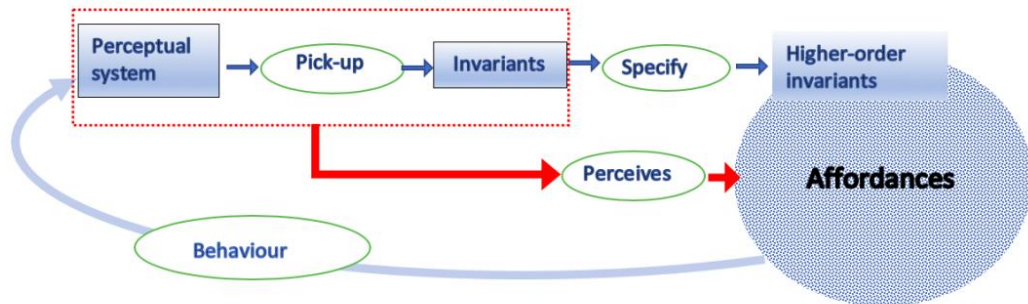 Perceptual
system
Pick-up
Invariants
Specify
Higher-order
invariants
Perceives
Affordances
Behaviour